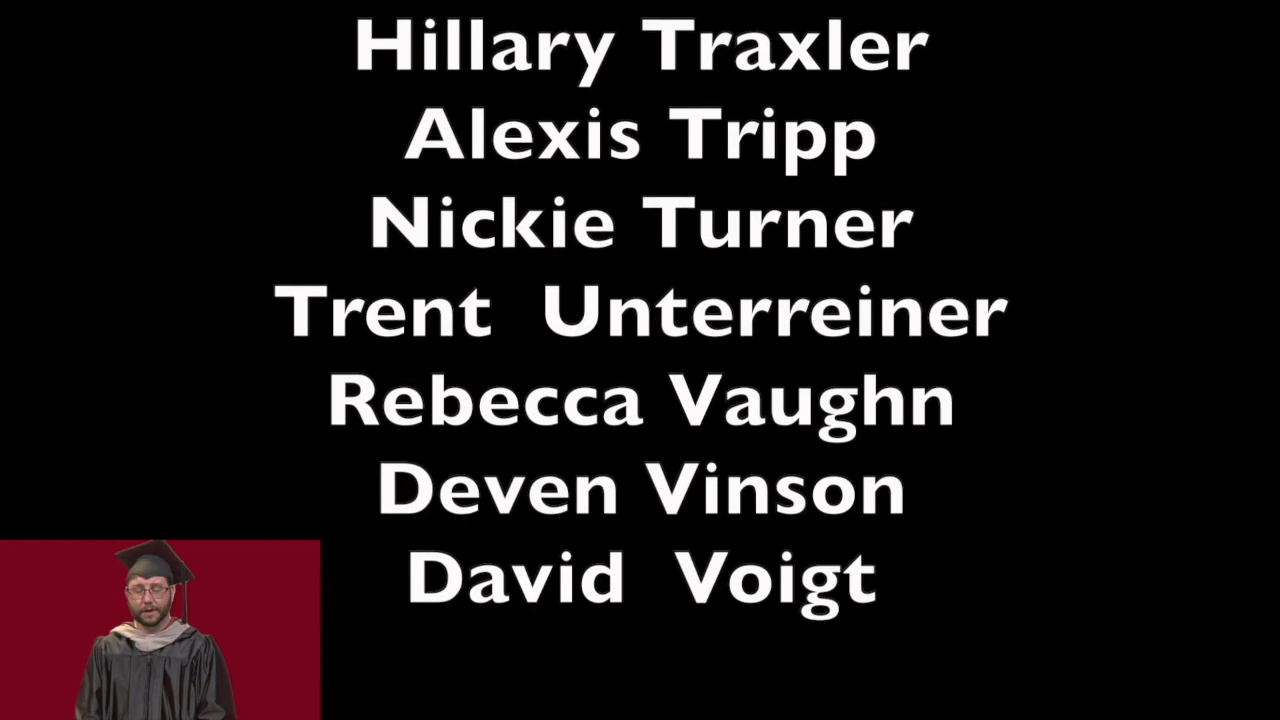 Hillary Traxler
Alexis Tripp
Nickie Turner
Trent  Unterreiner
Rebecca Vaughn
Deven Vinson
David  Voigt